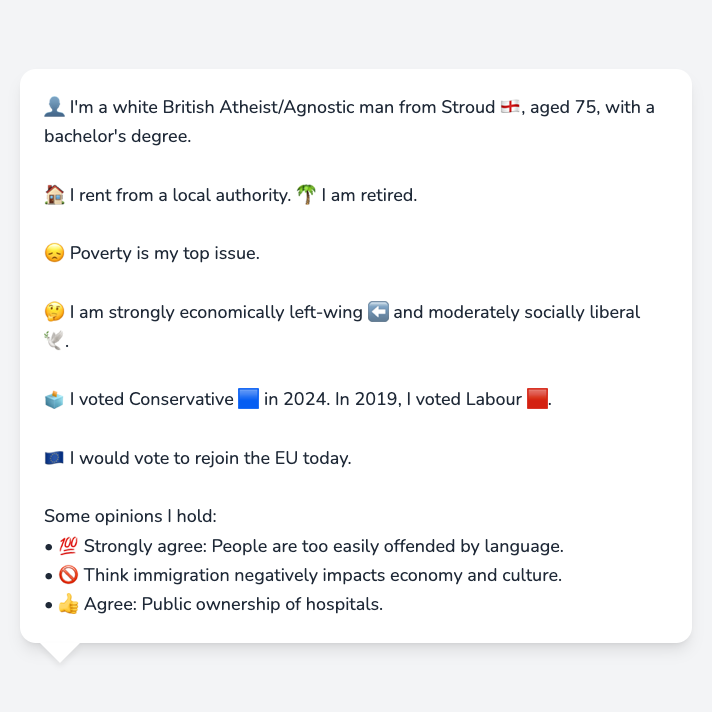 👤 I'm a white British Atheist/Agnostic man from Stroud 🏴󠁧󠁢󠁥󠁮󠁧󠁿, aged 75, with a
bachelor's degree.
🏠 I rent from a local authority. 🌴 I am retired.
😞 Poverty is my top issue.
🤔 I am strongly economically left-wing ⬅️ and moderately socially liberal
🕊️.
🗳️ I voted Conservative 🟦 in 2024. In 2019, I voted Labour 🟥.
🇪🇺 I would vote to rejoin the EU today.
Some opinions I hold:
• 💯 Strongly agree: People are too easily offended by language.
• 🚫 Think immigration negatively impacts economy and culture.
• 👍 Agree: Public ownership of hospitals.